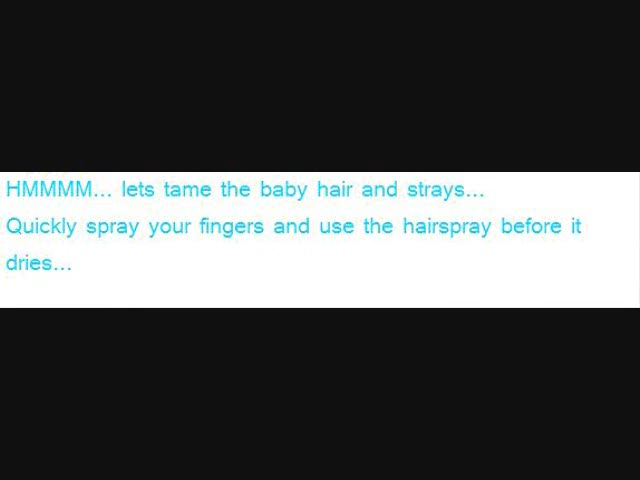 HMMMM... lets tame the baby hair and strays...
Quickly spray your fingers and use the hairspray before it
dries...